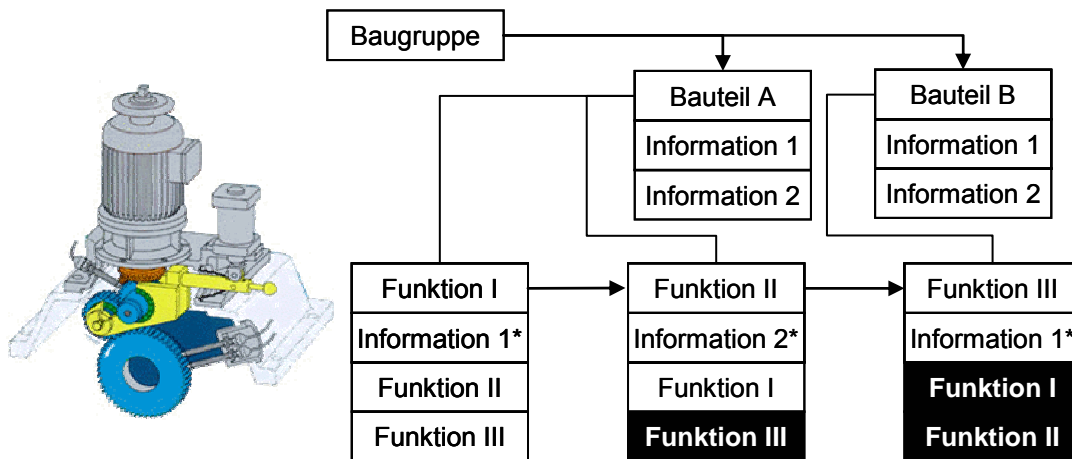 Baugruppe
Bauteil A
Information 1
Information 2
Bauteil B
Information 1
Information 2
Funktion I
Information 1*
Funktion II
Funktion III
Funktion II
Information 2*
Funktion I
Funktion III
Funktion III
Information 1*
Funktion I
Funktion II